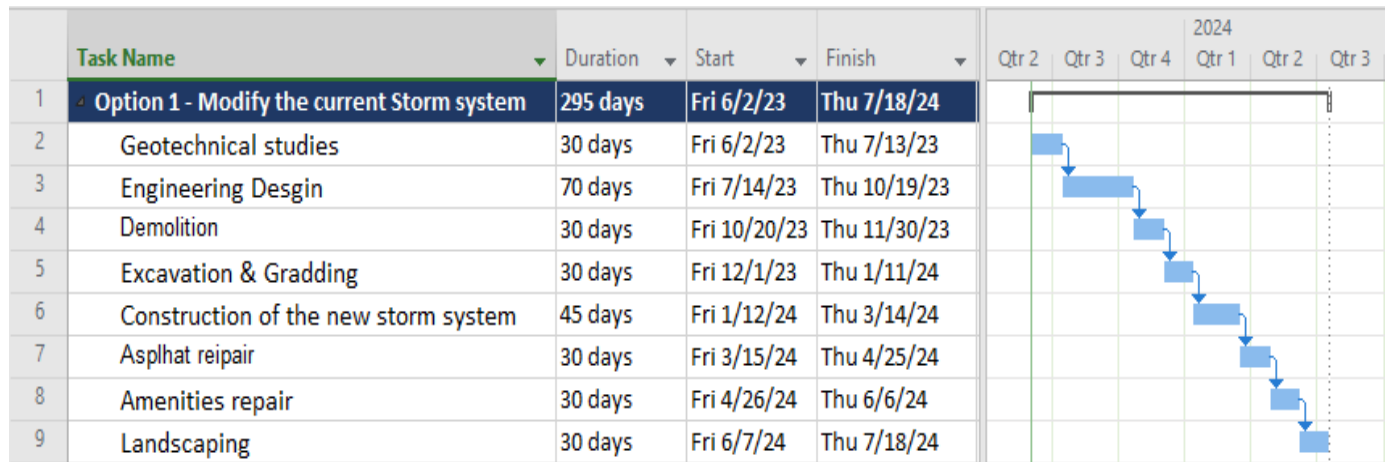 2024
Task Name Duration Start Finish Qtr 2 Qtr 3 Qtr 4 Qtr 1 Qtr 2 Qtr 3
1 Option 1 - Modify the current Storm system 295 days Fri 6/2/23 Thu 7/18/24
2 Geotechnical studies 30 days Fri 6/2/23 Thu 7/13/23
3 Engineering Desgin 70 days Fri 7/14/23 Thu 10/19/23
4 Demolition 30 days Fri 10/20/23 Thu 11/30/23
5 Excavation & Gradding 30 days Fri 12/1/23 Thu 1/11/24
6 Construction of the new storm system 45 days Fri 1/12/24 Thu 3/14/24
7 Asplhat reipair 30 days Fri 3/15/24 Thu 4/25/24
8 Amenities repair 30 days Fri 4/26/24 Thu 6/6/24
9 Landscaping 30 days Fri 6/7/24 Thu 7/18/24